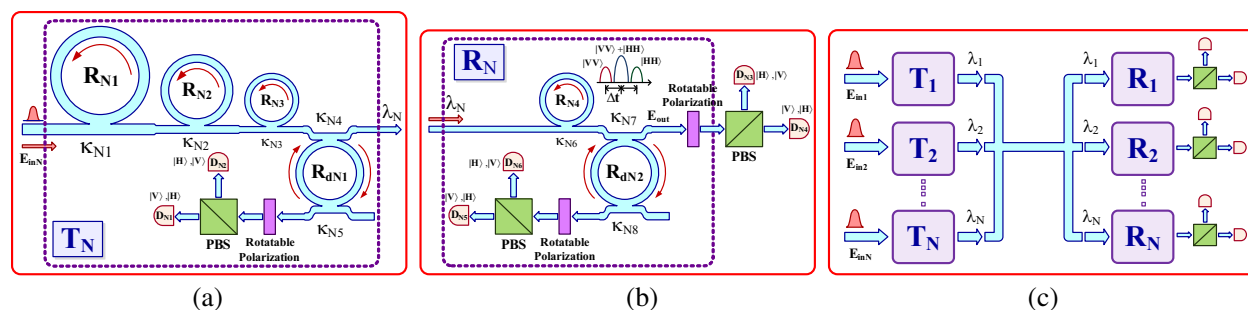 R_N1
R_N2
R_N3
κ_N1
κ_N2
κ_N3
κ_N4
λ_N
E_inN
|H⟩ ,|V⟩
D_N2
R_dN1
|V⟩ ,|H⟩
D_N1
PBS
Rotatable
Polarization
κ_N5
T_N
(a)
R_N
|VV⟩ +|HH⟩
|VV⟩
|HH⟩
Δt
R_N4
λ_N
κ_N6
κ_N7
E_out
Rotatable
Polarization
D_N3
|H⟩ ,|V⟩
|V⟩ ,|H⟩
D_N4
PBS
|H⟩ ,|V⟩
D_N6
R_dN2
|V⟩ ,|H⟩
D_N5
PBS
Rotatable
Polarization
κ_N8
(b)
E_in1
T_1
λ_1
λ_1
R_1
E_in2
T_2
λ_2
λ_2
R_2
E_inN
T_N
λ_N
λ_N
R_N
(c)